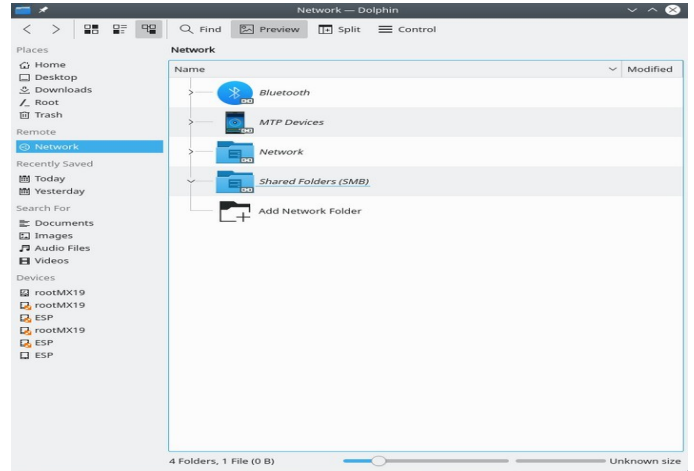 Network — Dolphin
Find Preview Split Control
Places
Home
Desktop
Downloads
Root
Trash
Remote
Network
Recently Saved
Today
Yesterday
Search For
Documents
Images
Audio Files
Videos
Devices
rootMX19
rootMX19
ESP
rootMX19
ESP
ESP
Network
Name Modified
Bluetooth
MTP Devices
Network
Shared Folders (SMB)
Add Network Folder
4 Folders, 1 File (0 B) Unknown size